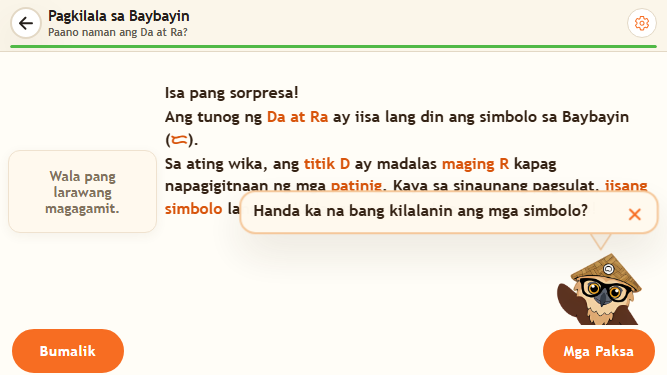 Pagkilala sa Baybayin
Paano naman ang Da at Ra?
Isa pang sorpresa!
Ang tunog ng Da at Ra ay iisa lang din ang simbolo sa Baybayin
(ᜇ).
Sa ating wika, ang titik D ay madalas maging R kapag
napagigitnaan ng mga patinig. Kaya sa sinaunang pagsulat, iisang
simbolo
Wala pang
larawang
magagamit.
Handa ka na bang kilalanin ang mga simbolo?
Bumalik
Mga Paksa